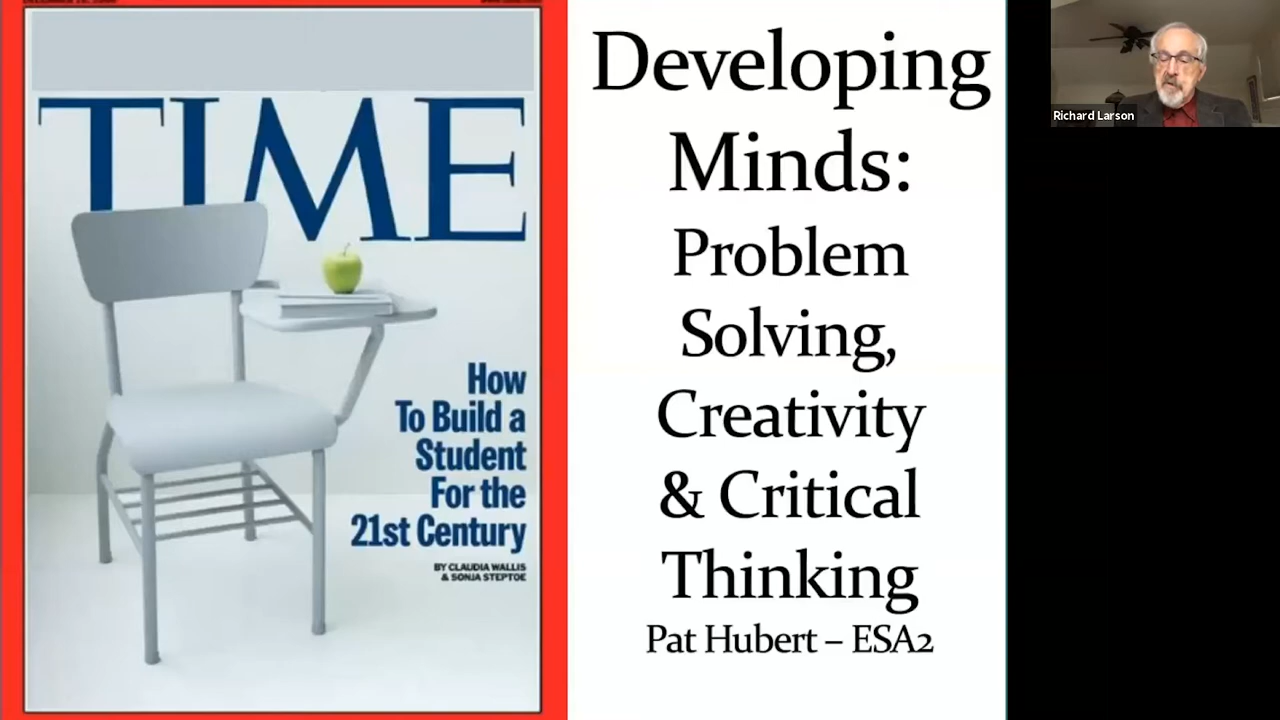 TIME
How
To Build a
Student
For the
21st Century
BY CLAUDIA WALLIS
& SONJA STEPTOE
Developing
Minds:
Problem
Solving,
Creativity
& Critical
Thinking
Pat Hubert – ESA2
Richard Larson